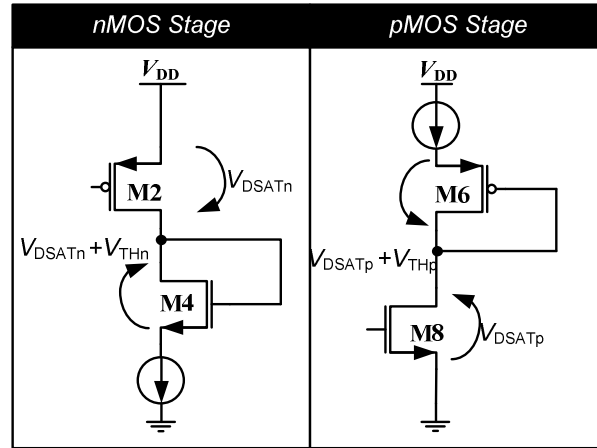 nMOS Stage
pMOS Stage
VDD
VDD
M2
VDSATn
M6
VDSATn + VTHn
VDSATp + VTHp
M4
M8
VDSATp